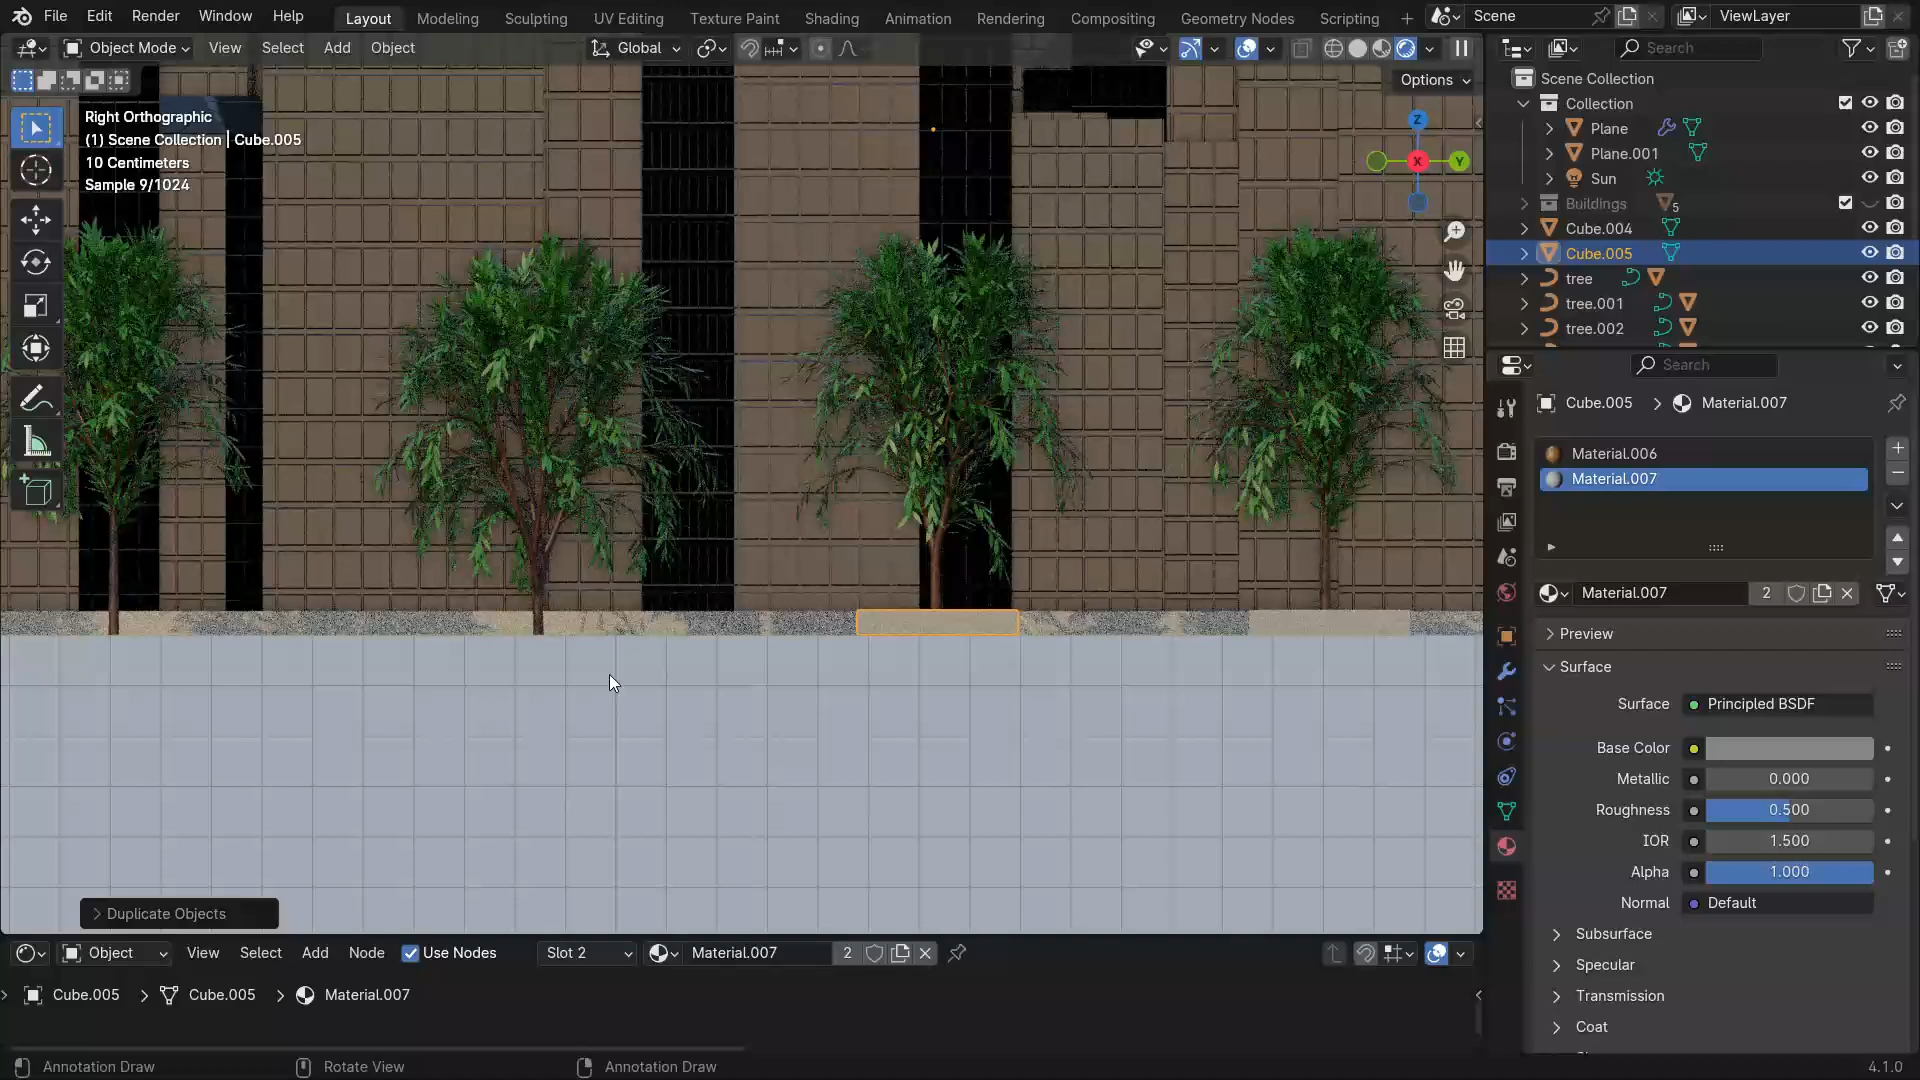 File Edit Render Window Help Layout Modeling Sculpting UV Editing Texture Paint Shading Animation Rendering Compositing Geometry Nodes Scripting + Scene ViewLayer
Object Mode View Select Add Object Global Search
Options
Right Orthographic
(1) Scene Collection | Cube.005
10 Centimeters
Sample 9/1024
Z
X
Y
Scene Collection
Collection
Plane
Plane.001
Sun
Buildings 5
Cube.004
Cube.005
tree
tree.001
tree.002
Search
Cube.005 > Material.007
Material.006
Material.007
Material.007 2
Preview
Surface
Surface Principled BSDF
Base Color
Metallic 0.000
Roughness 0.500
IOR 1.500
Alpha 1.000
Normal Default
Subsurface
Specular
Transmission
Coat
Duplicate Objects
Object View Select Add Node Use Nodes Slot 2 Material.007 2
Cube.005 > Cube.005 > Material.007
Annotation Draw Rotate View Annotation Draw 4.1.0